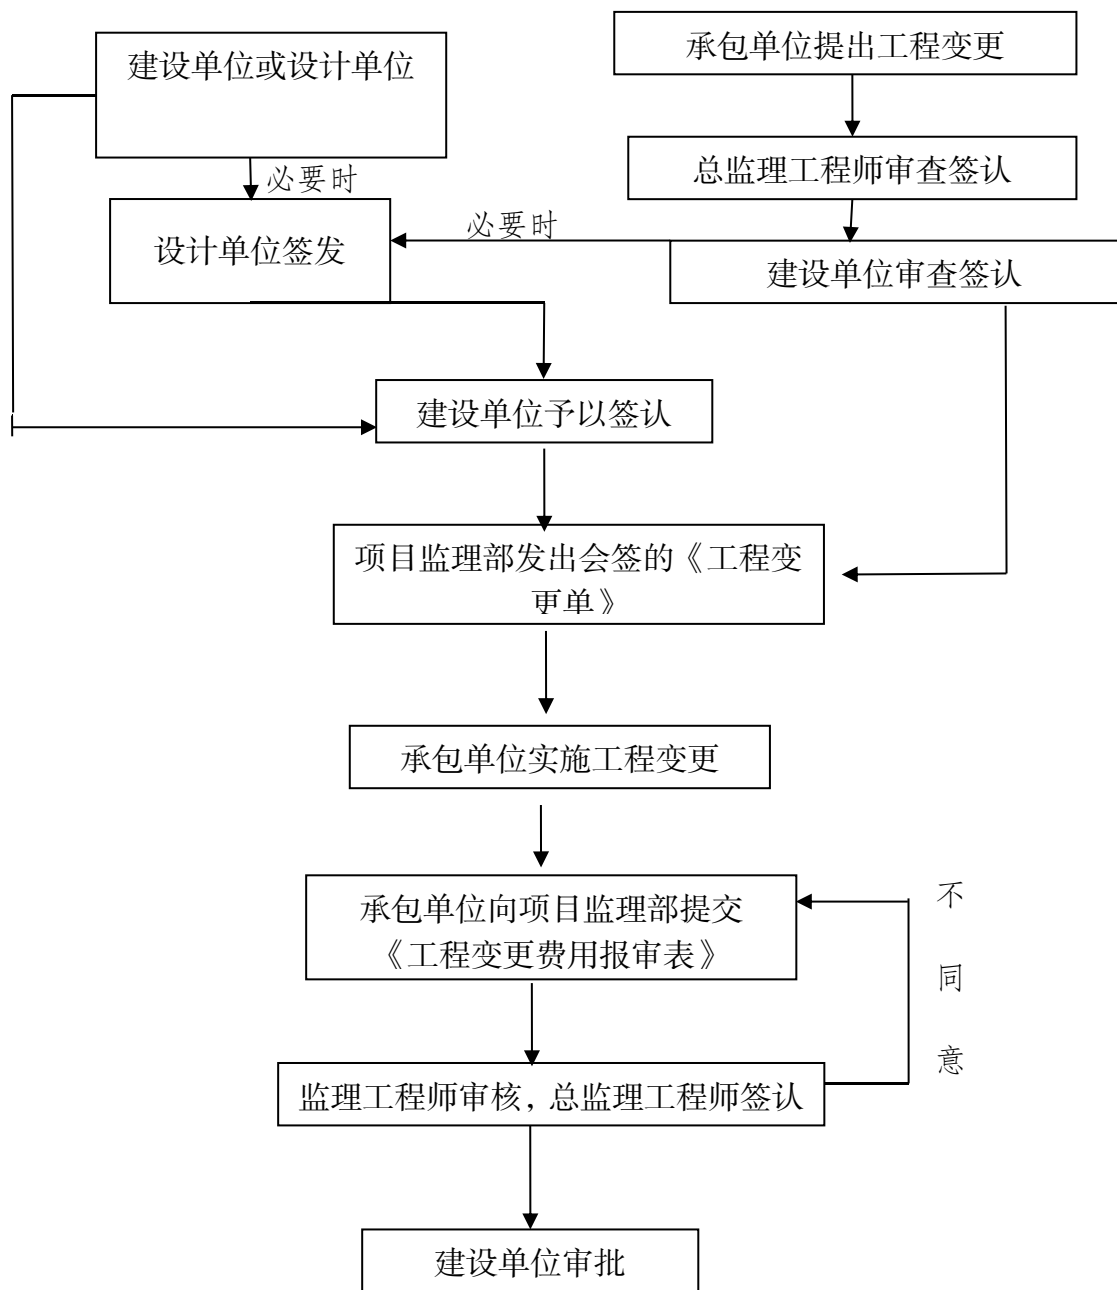 承包单位提出工程变更
建设单位或设计单位
总监理工程师审查签认
必要时
必要时
设计单位签发
建设单位审查签认
建设单位予以签认
项目监理部发出会签的《工程变
更单》
承包单位实施工程变更
承包单位向项目监理部提交
《工程变更费用报审表》
不
同
意
监理工程师审核，总监理工程师签认
建设单位审批